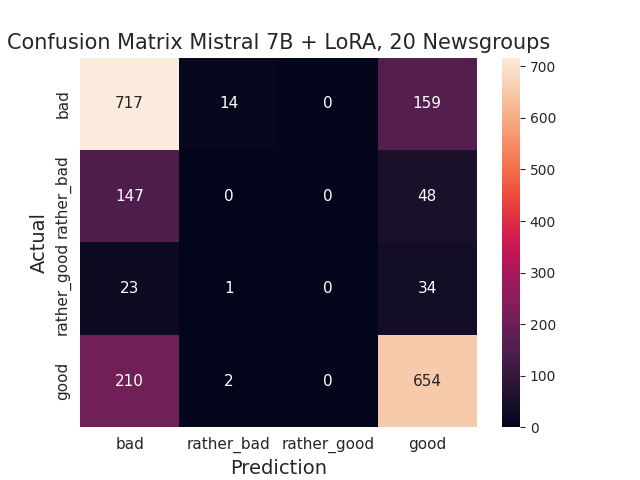 Confusion Matrix Mistral 7B + LoRA, 20 Newsgroups
Actual
bad
717 14 0 159
rather_bad
147 0 0 48
rather_good
23 1 0 34
good
210 2 0 654
bad rather_bad rather_good good
Prediction
700
600
500
400
300
200
100
0